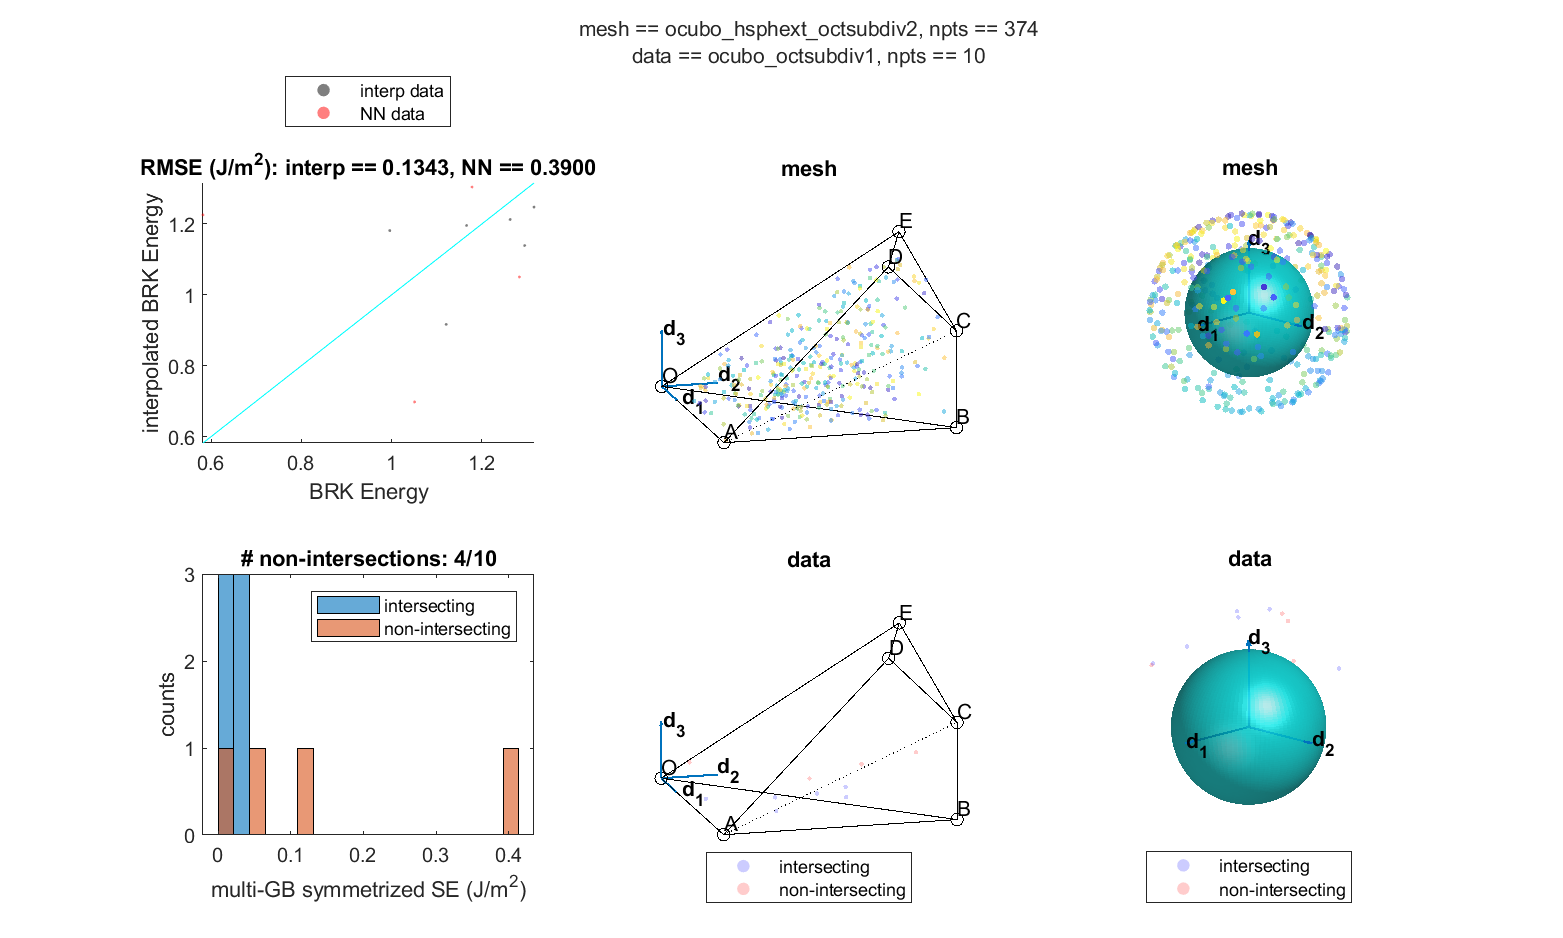 mesh == ocubo_hsphext_octsubdiv2, npts == 374
data == ocubo_octsubdiv1, npts == 10
interp data
NN data
RMSE (J/m²): interp == 0.1343, NN == 0.3900
interpolated BRK Energy
1.2
1
0.8
0.6
0.6 0.8 1 1.2
BRK Energy
mesh
E
D
C
d₃
O
d₂
d₁
A
B
mesh
d₃
d₁
d₂
# non-intersections: 4/10
intersecting
non-intersecting
counts
3
2
1
0
0 0.1 0.2 0.3 0.4
multi-GB symmetrized SE (J/m²)
data
E
D
C
d₃
O
d₂
d₁
A
B
intersecting
non-intersecting
data
d₃
d₁
d₂
intersecting
non-intersecting